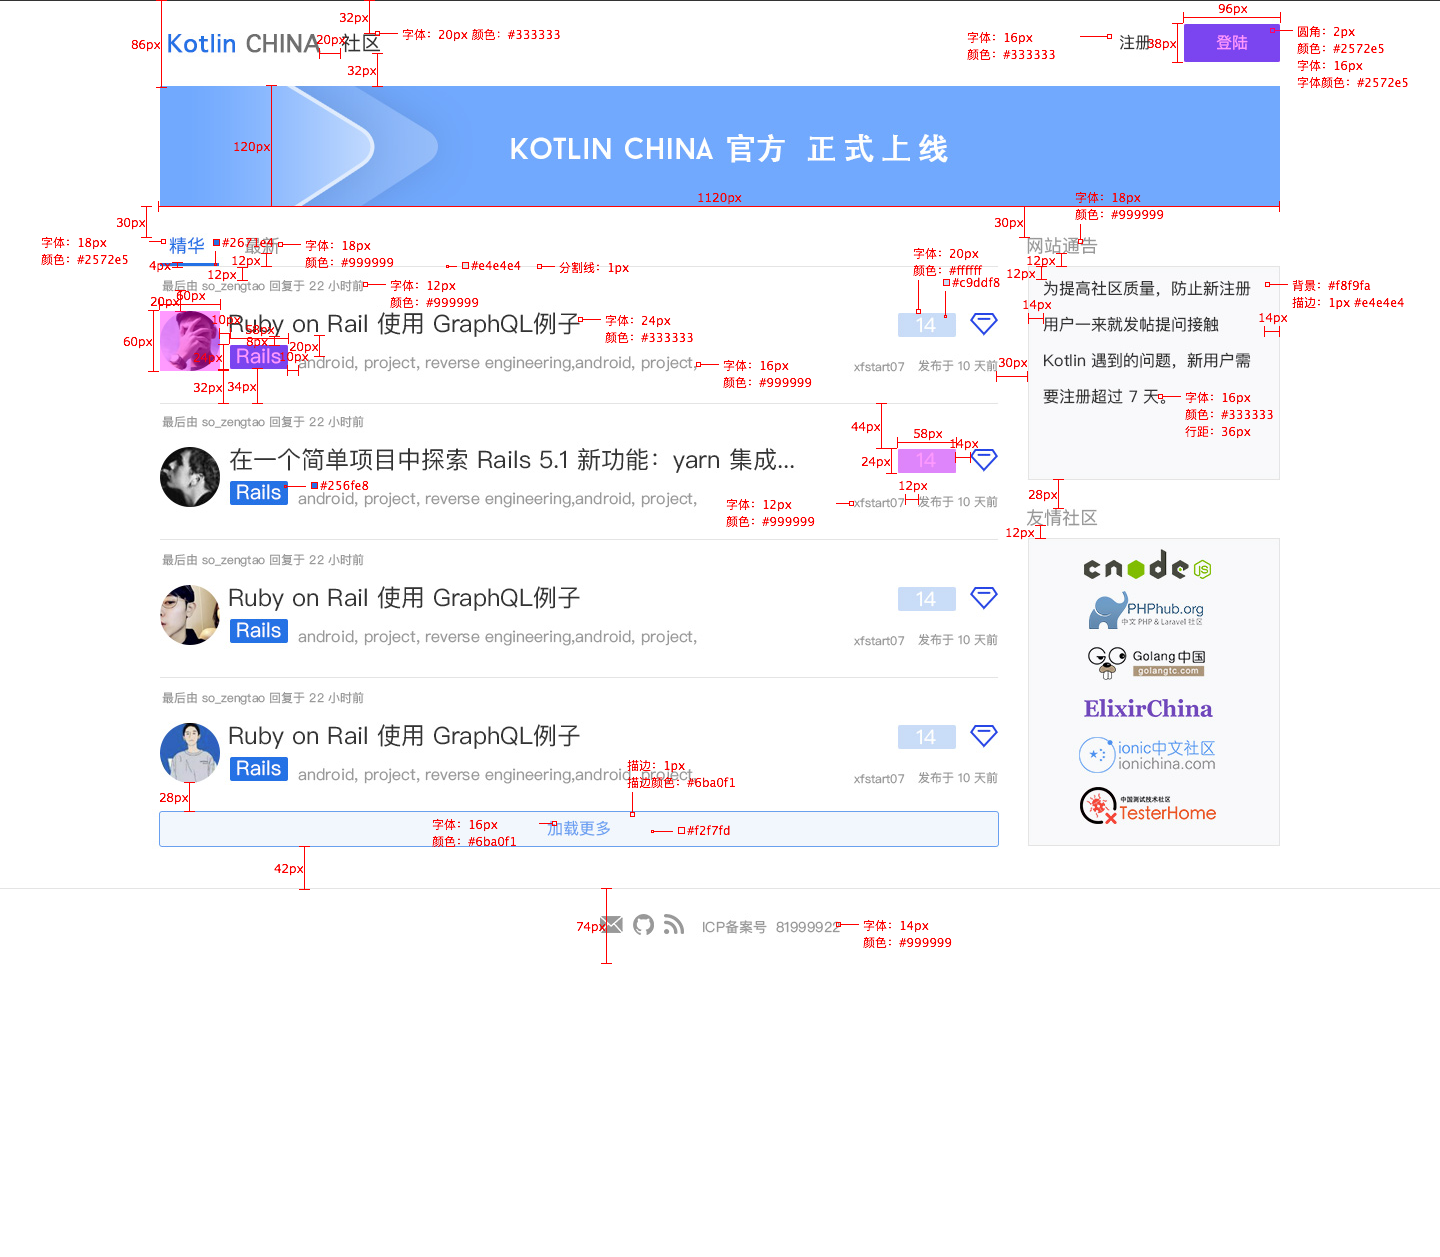 32px
86px
Kotlin CHINA
20px
社区
字体：20px 颜色：#333333
32px
字体：16px
颜色：#333333
注册
38px
96px
登陆
圆角：2px
颜色：#2572e5
字体：16px
字体颜色：#2572e5
120px
KOTLIN CHINA 官方 正式上线
1120px
30px
30px
字体：18px
颜色：#999999
字体：18px
颜色：#2572e5
精华
#2671e4
最新
字体：18px
颜色：#999999
4px
12px
12px
#e4e4e4
分割线：1px
字体：20px
颜色：#ffffff
#c9ddf8
网站通告
12px
12px
最后由 so_zengtao 回复于 22 小时前
字体：12px
颜色：#999999
20px
60px
60px
10px
58px
8px
20px
10px
32px
34px
Ruby on Rail 使用 GraphQL例子
字体：24px
颜色：#333333
Rails
android, project, reverse engineering,android, project,
字体：16px
颜色：#999999
14
xfstart07
发布于 10 天前
30px
14px
14px
为提高社区质量，防止新注册
用户一来就发帖提问接触
Kotlin 遇到的问题，新用户需
要注册超过 7 天。
背景：#f8f9fa
描边：1px #e4e4e4
字体：16px
颜色：#333333
行距：36px
最后由 so_zengtao 回复于 22 小时前
在一个简单项目中探索 Rails 5.1 新功能：yarn 集成...
Rails
#256fe8
android, project, reverse engineering,android, project,
字体：12px
颜色：#999999
44px
58px
14px
24px
14
12px
xfstart07
发布于 10 天前
28px
友情社区
12px
最后由 so_zengtao 回复于 22 小时前
Ruby on Rail 使用 GraphQL例子
Rails
android, project, reverse engineering,android, project,
14
xfstart07
发布于 10 天前
cnode JS
PHPhub.org
中文 PHP & Laravel 社区
Golang 中国
golangtc.com
ElixirChina
ionic中文社区
ionichina.com
中国测试技术社区
TesterHome
最后由 so_zengtao 回复于 22 小时前
Ruby on Rail 使用 GraphQL例子
Rails
android, project, reverse engineering,android, project,
14
xfstart07
发布于 10 天前
描边：1px
描边颜色：#6ba0f1
28px
字体：16px
颜色：#6ba0f1
加载更多
#f2f7fd
42px
74px
ICP备案号 81999922
字体：14px
颜色：#999999